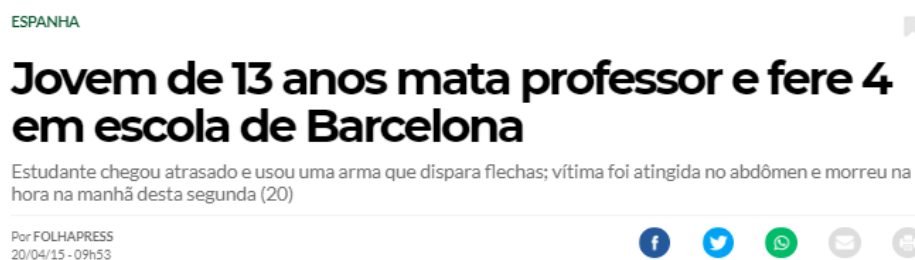 ESPANHA
Jovem de 13 anos mata professor e fere 4
em escola de Barcelona
Estudante chegou atrasado e usou uma arma que dispara flechas; vítima foi atingida no abdômen e morreu na
hora na manhã desta segunda (20)
Por FOLHAPRESS
20/04/15 - 09h53